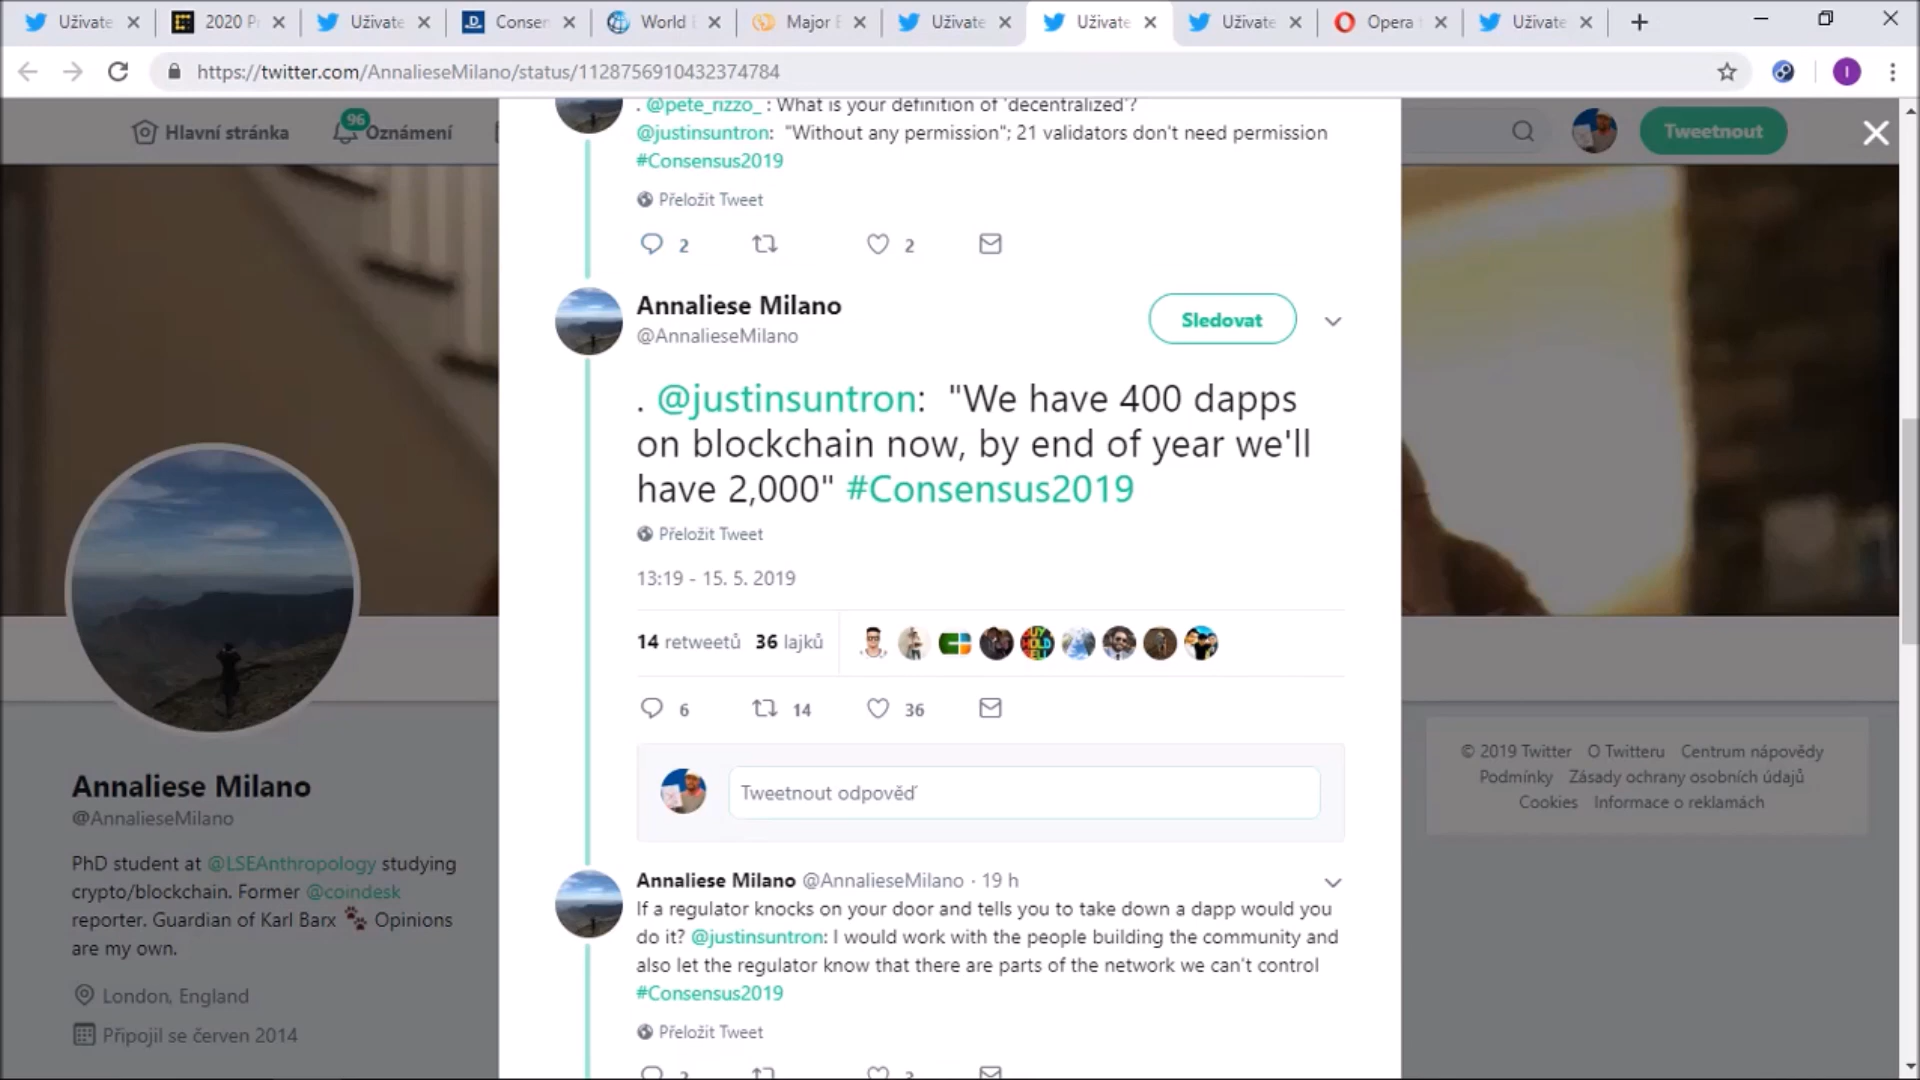 Uživate
2020 P
Uživate
Consen
World
Major E
Uživate
Uživate
Uživate
Opera
Uživate
https://twitter.com/AnnalieseMilano/status/1128756910432374784
96
Hlavní stránka
Oznámení
Tweetnout
. @pete_rizzo_ : What is your definition of 'decentralized'?
@justinsuntron: "Without any permission"; 21 validators don't need permission
#Consensus2019
Přeložit Tweet
2 2
Annaliese Milano
@AnnalieseMilano
Sledovat
. @justinsuntron: "We have 400 dapps
on blockchain now, by end of year we'll
have 2,000" #Consensus2019
Přeložit Tweet
13:19 - 15. 5. 2019
14 retweetů 36 lajků
6 14 36
Tweetnout odpověď
Annaliese Milano @AnnalieseMilano · 19 h
If a regulator knocks on your door and tells you to take down a dapp would you
do it? @justinsuntron: I would work with the people building the community and
also let the regulator know that there are parts of the network we can't control
#Consensus2019
Přeložit Tweet
Annaliese Milano
@AnnalieseMilano
PhD student at @LSEAnthropology studying
crypto/blockchain. Former @coindesk
reporter. Guardian of Karl Barx 🐾 Opinions
are my own.
London, England
Připojil se červen 2014
© 2019 Twitter O Twitteru Centrum nápovědy
Podmínky Zásady ochrany osobních údajů
Cookies Informace o reklamách